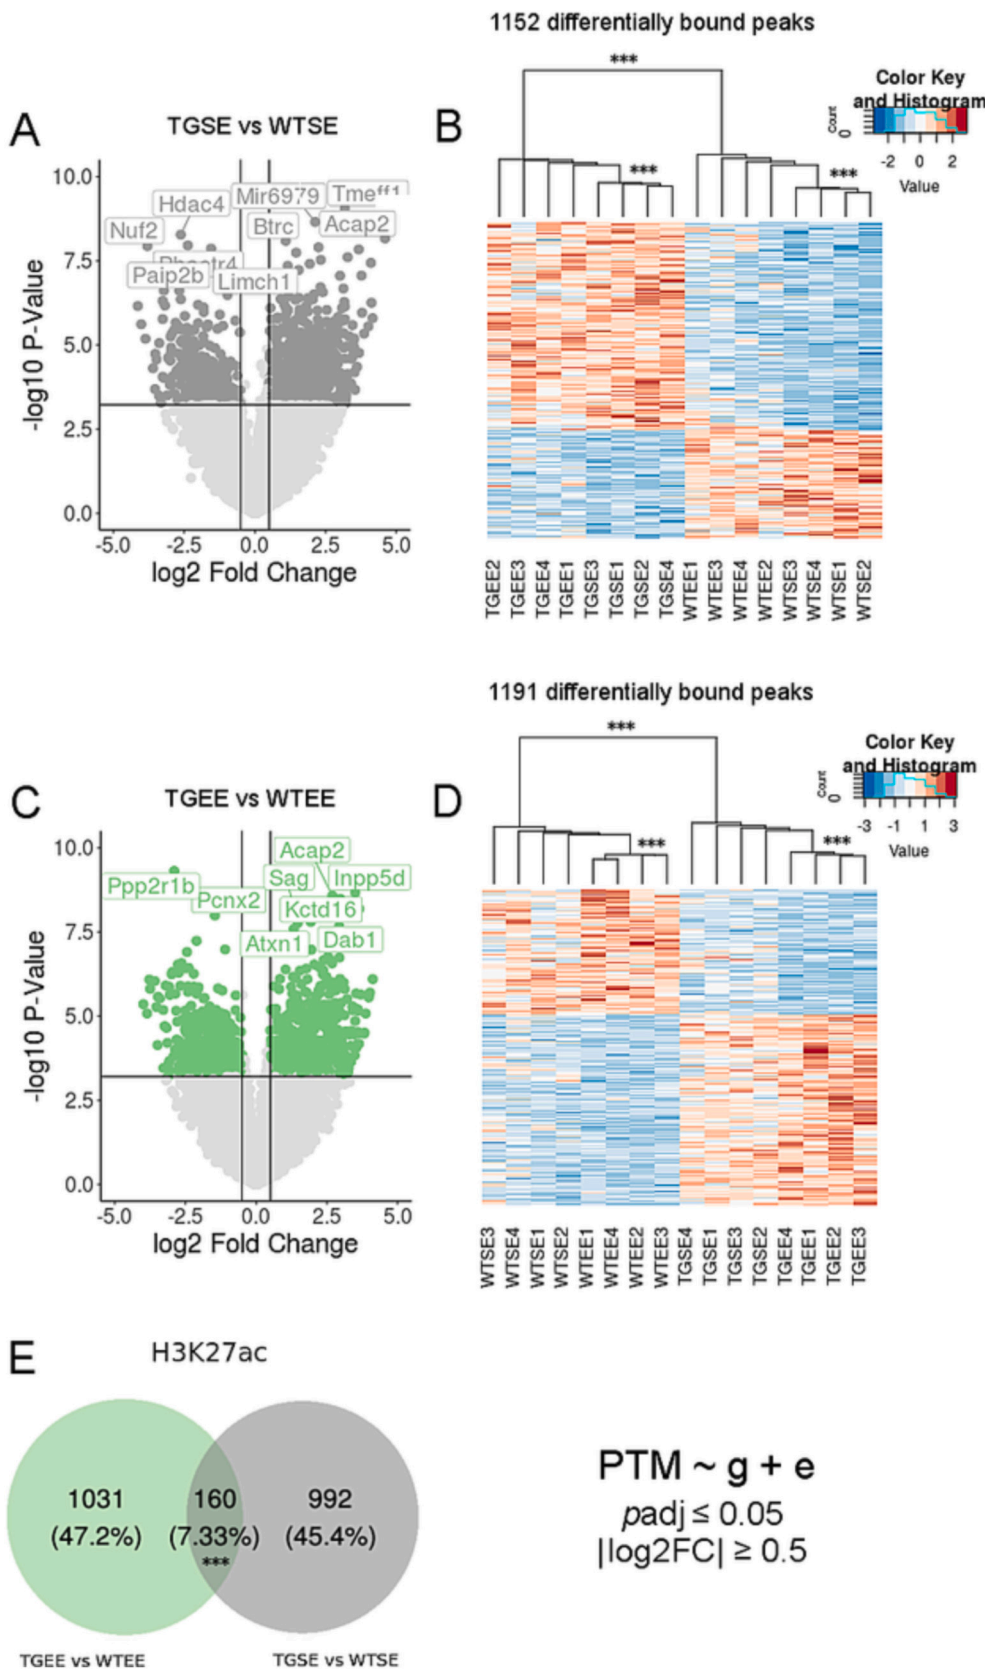 1152 differentially bound peaks
A
TGSE vs WTSE
-log10 P-Value
10.0
7.5
5.0
2.5
0.0
Nuf2
Hdac4
Mir6979
Tmeff1
Btrc
Acap2
Paip2b
Limch1
-5.0 -2.5 0.0 2.5 5.0
log2 Fold Change
B
***
***
***
Color Key
and Histogram
Count
0
-2 0 2
Value
TGEE2
TGEE3
TGEE4
TGEE1
TGSE3
TGSE1
TGSE2
TGSE4
WTEE1
WTEE3
WTEE4
WTEE2
WTSE3
WTSE4
WTSE1
WTSE2
1191 differentially bound peaks
C
TGEE vs WTEE
-log10 P-Value
10.0
7.5
5.0
2.5
0.0
Acap2
Ppp2r1b
Sag
Inpp5d
Pcnx2
Kctd16
Atxn1
Dab1
-5.0 -2.5 0.0 2.5 5.0
log2 Fold Change
D
***
***
***
Color Key
and Histogram
Count
0
-3 -1 1 3
Value
WTSE3
WTSE4
WTSE1
WTSE2
WTEE1
WTEE4
WTEE2
WTEE3
TGSE4
TGSE1
TGSE3
TGSE2
TGEE4
TGEE1
TGEE2
TGEE3
E
H3K27ac
1031
(47.2%)
160
(7.33%)
***
992
(45.4%)
TGEE vs WTEE
TGSE vs WTSE
PTM ~ g + e
padj ≤ 0.05
|log2FC| ≥ 0.5